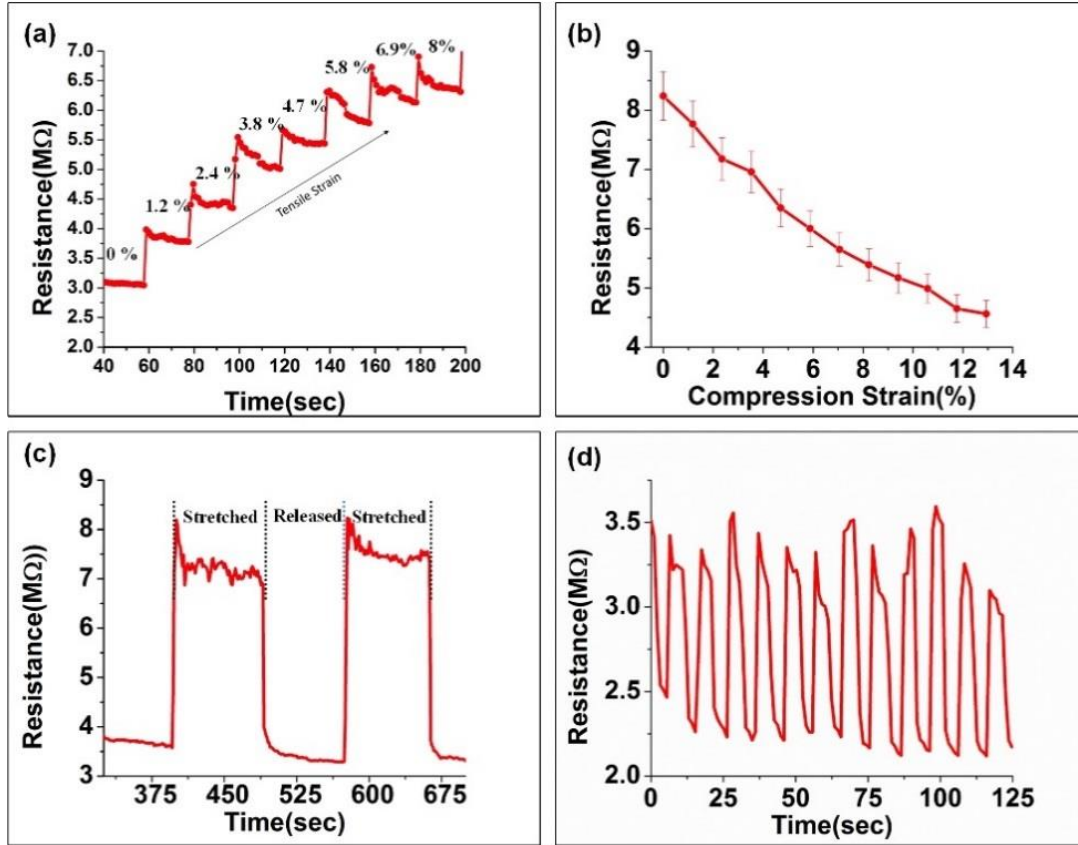 (a)
7.0
6.5
6.0
5.5
5.0
4.5
4.0
3.5
3.0
2.5
2.0
Resistance(MΩ)
0 %
1.2 %
2.4 %
3.8 %
4.7 %
5.8 %
6.9%
8%
Tensile Strain
40 60 80 100 120 140 160 180 200
Time(sec)
(b)
9
8
7
6
5
4
Resistance(MΩ)
0 2 4 6 8 10 12 14
Compression Strain(%)
(c)
9
8
7
6
5
4
3
Resistance(MΩ))
Stretched Released Stretched
375 450 525 600 675
Time(sec)
(d)
3.5
3.0
2.5
2.0
Resistance(MΩ)
0 25 50 75 100 125
Time(sec)